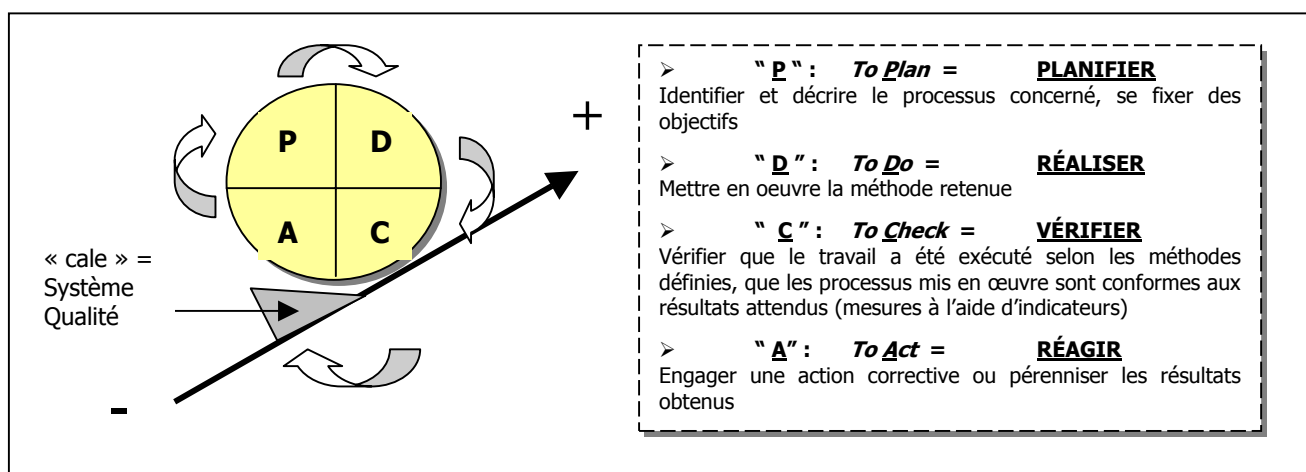 P D
A C
+
-
« cale » =
Système
Qualité
➢ “ P “ : To Plan = PLANIFIER
Identifier et décrire le processus concerné, se fixer des
objectifs
➢ “ D ” : To Do = RÉALISER
Mettre en oeuvre la méthode retenue
➢ “ C ” : To Check = VÉRIFIER
Vérifier que le travail a été exécuté selon les méthodes
définies, que les processus mis en œuvre sont conformes aux
résultats attendus (mesures à l’aide d’indicateurs)
➢ “ A” : To Act = RÉAGIR
Engager une action corrective ou pérenniser les résultats
obtenus